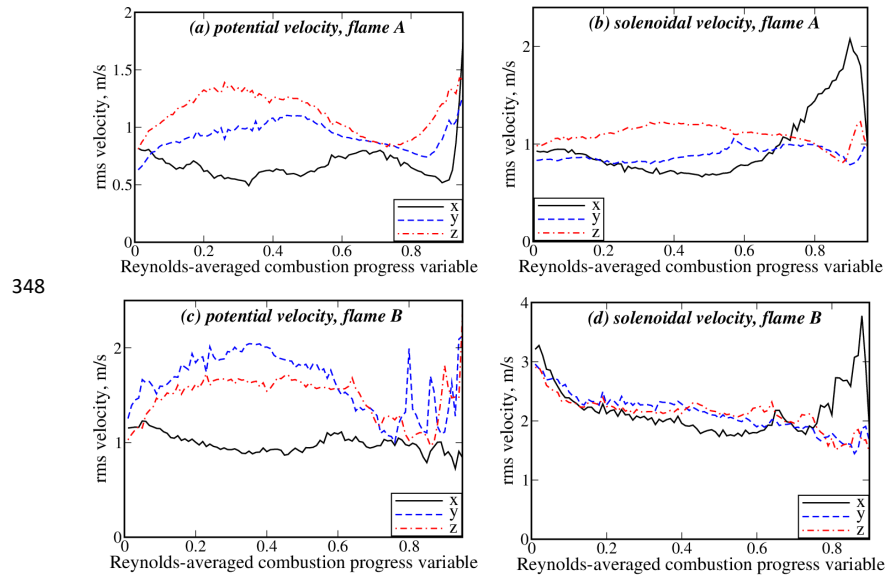 (a) potential velocity, flame A
rms velocity, m/s
2
1.5
1
0.5
0
0 0.2 0.4 0.6 0.8
x
y
z
Reynolds-averaged combustion progress variable
(b) solenoidal velocity, flame A
rms velocity, m/s
2
1
0
0 0.2 0.4 0.6 0.8
x
y
z
Reynolds-averaged combustion progress variable
348
(c) potential velocity, flame B
rms velocity, m/s
2
1
0
0 0.2 0.4 0.6 0.8
x
y
z
Reynolds-averaged combustion progress variable
(d) solenoidal velocity, flame B
rms velocity, m/s
4
3
2
1
0
0 0.2 0.4 0.6 0.8
x
y
z
Reynolds-averaged combustion progress variable